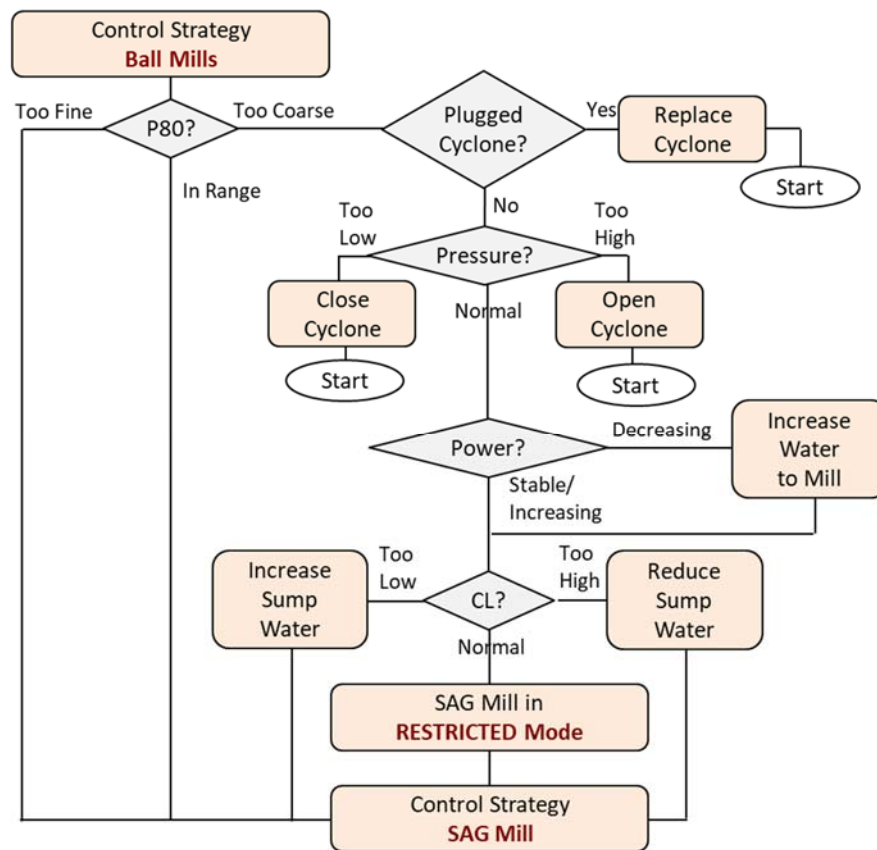 Control Strategy
Ball Mills
Too Fine
P80?
Too Coarse
Plugged
Cyclone?
Yes
Replace
Cyclone
Start
In Range
No
Too
Low
Pressure?
Too
High
Close
Cyclone
Start
Normal
Open
Cyclone
Start
Power?
Decreasing
Increase
Water
to Mill
Stable/
Increasing
Increase
Sump
Water
Too
Low
CL?
Too
High
Reduce
Sump
Water
Normal
SAG Mill in
RESTRICTED Mode
Control Strategy
SAG Mill